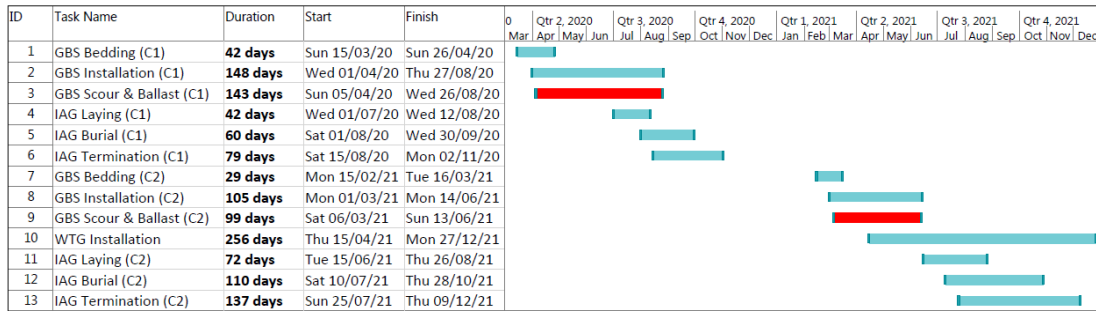 ID Task Name Duration Start Finish 0 Qtr 2, 2020 Qtr 3, 2020 Qtr 4, 2020 Qtr 1, 2021 Qtr 2, 2021 Qtr 3, 2021 Qtr 4, 2021
Mar Apr May Jun Jul Aug Sep Oct Nov Dec Jan Feb Mar Apr May Jun Jul Aug Sep Oct Nov Dec
1 GBS Bedding (C1) 42 days Sun 15/03/20 Sun 26/04/20
2 GBS Installation (C1) 148 days Wed 01/04/20 Thu 27/08/20
3 GBS Scour & Ballast (C1) 143 days Sun 05/04/20 Wed 26/08/20
4 IAG Laying (C1) 42 days Wed 01/07/20 Wed 12/08/20
5 IAG Burial (C1) 60 days Sat 01/08/20 Wed 30/09/20
6 IAG Termination (C1) 79 days Sat 15/08/20 Mon 02/11/20
7 GBS Bedding (C2) 29 days Mon 15/02/21 Tue 16/03/21
8 GBS Installation (C2) 105 days Mon 01/03/21 Mon 14/06/21
9 GBS Scour & Ballast (C2) 99 days Sat 06/03/21 Sun 13/06/21
10 WTG Installation 256 days Thu 15/04/21 Mon 27/12/21
11 IAG Laying (C2) 72 days Tue 15/06/21 Thu 26/08/21
12 IAG Burial (C2) 110 days Sat 10/07/21 Thu 28/10/21
13 IAG Termination (C2) 137 days Sun 25/07/21 Thu 09/12/21